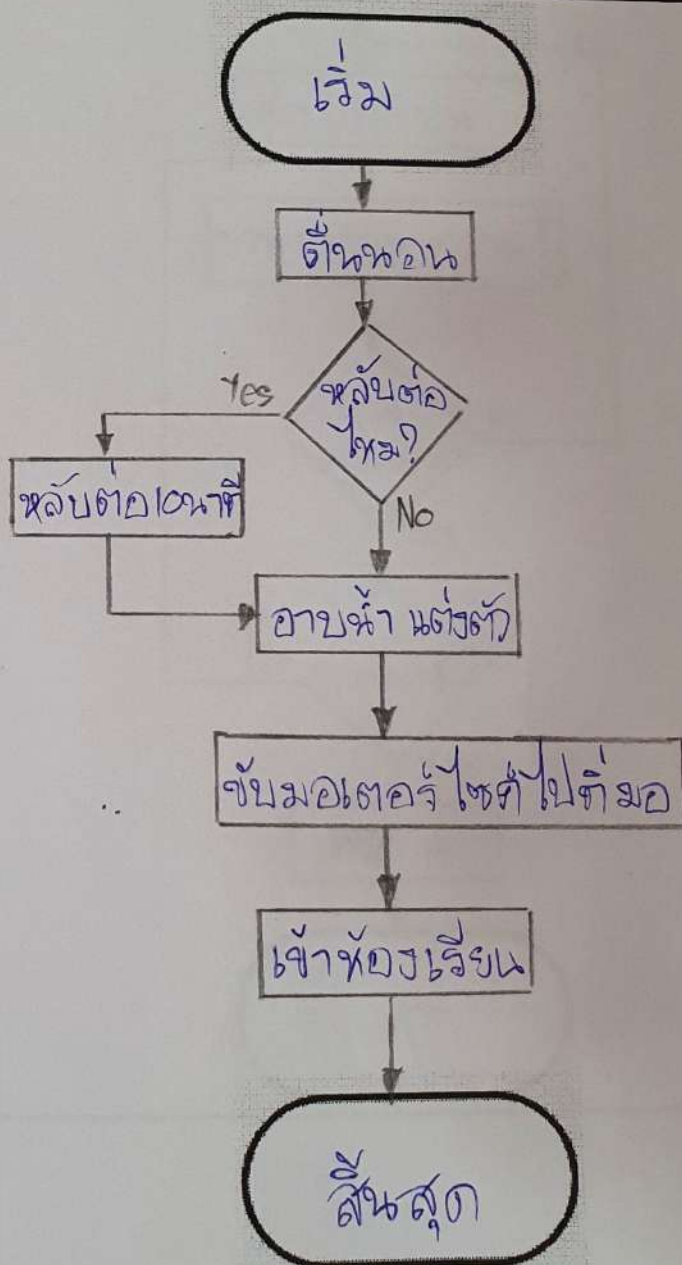 เริ่ม
ตื่นนอน
หลับต่อ
ไหม?
Yes
หลับต่อ10นาที
No
อาบน้ำ แต่งตัว
ขับมอเตอร์ไซค์ไปที่มอ
เข้าห้องเรียน
สิ้นสุด